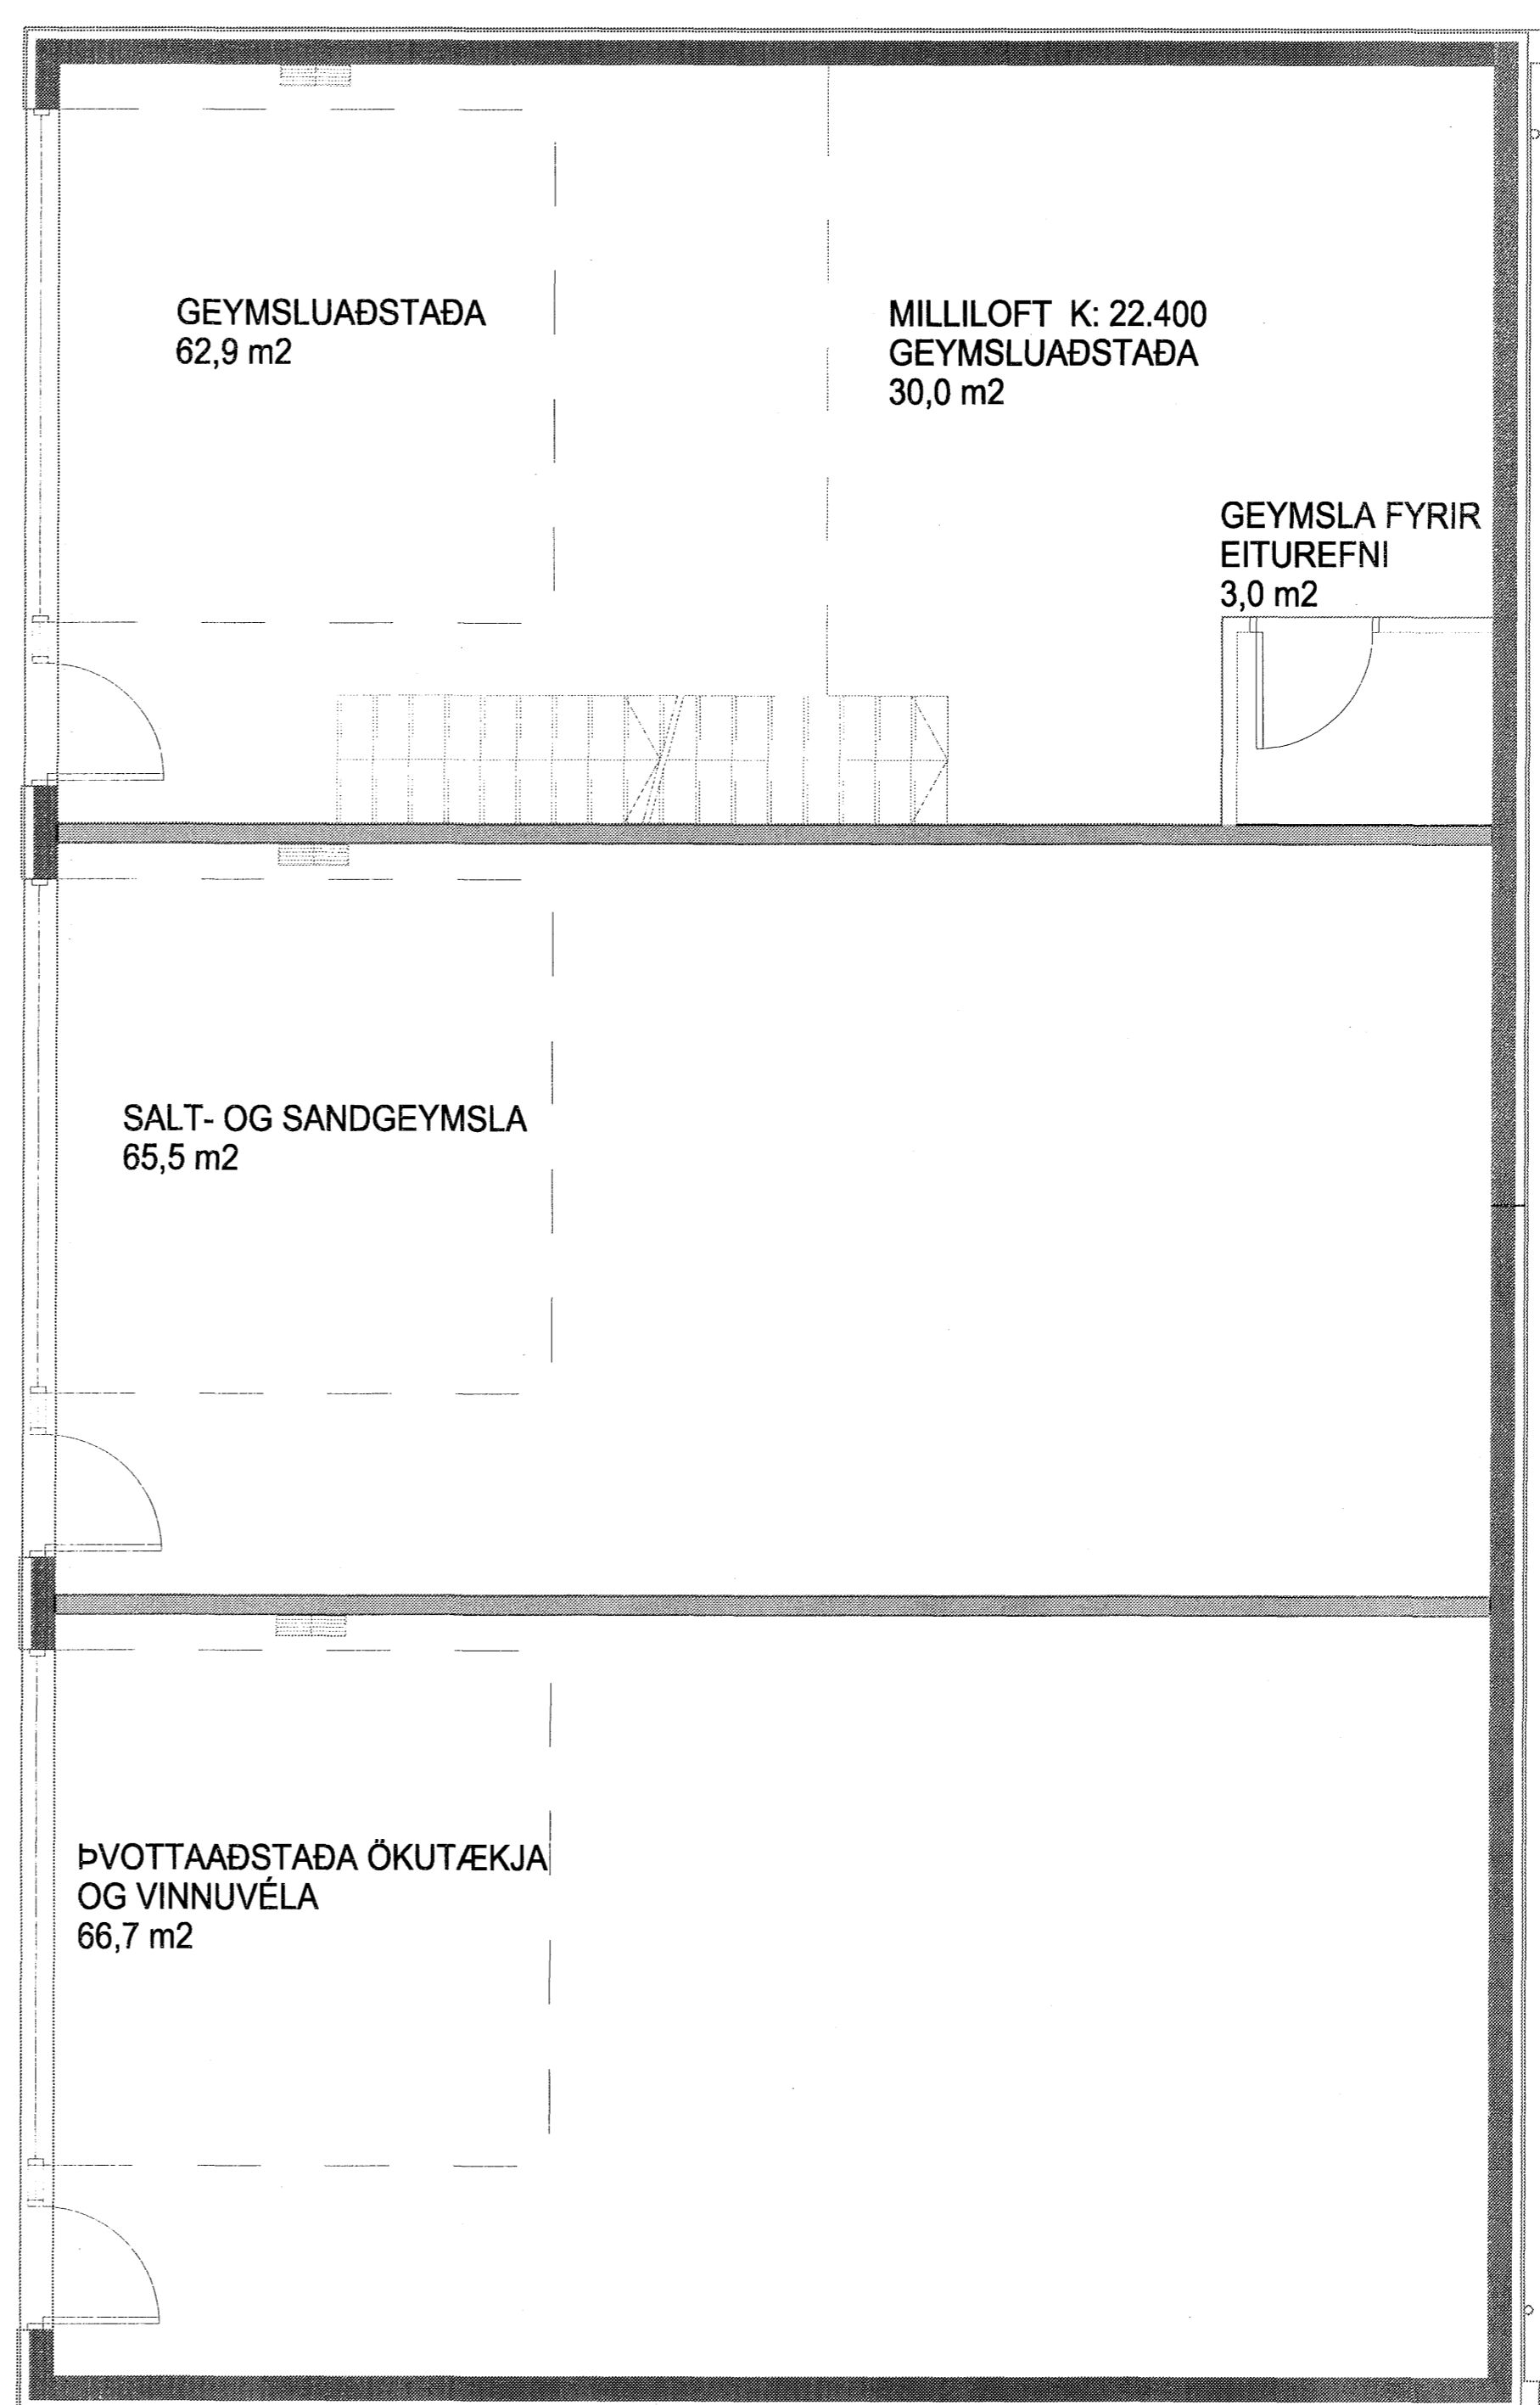 GEYMSLUAÐSTAÐA
62,9 m2
MILLILOFT K: 22.400
GEYMSLUAÐSTAÐA
30,0 m2
GEYMSLA FYRIR
EITUREFNI
3,0 m2
SALT- OG SANDGEYMSLA
65,5 m2
ÞVOTTAAÐSTAÐA ÖKUTÆKJA
OG VINNUVÉLA
66,7 m2